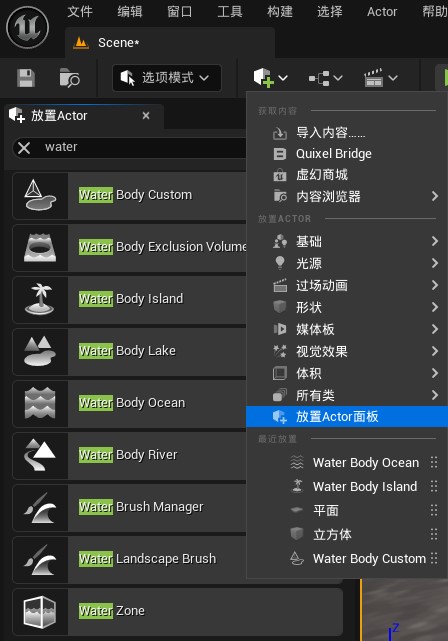 文件 编辑 窗口 工具 构建 选择 Actor 帮助
Scene*
选项模式
放置Actor
water
Water Body Custom
Water Body Exclusion Volume
Water Body Island
Water Body Lake
Water Body Ocean
Water Body River
Water Brush Manager
Water Landscape Brush
Water Zone
获取内容
导入内容……
Quixel Bridge
虚幻商城
内容浏览器
放置ACTOR
基础
光源
过场动画
形状
媒体板
视觉效果
体积
所有类
放置Actor面板
最近放置
Water Body Ocean
Water Body Island
平面
立方体
Water Body Custom
Z